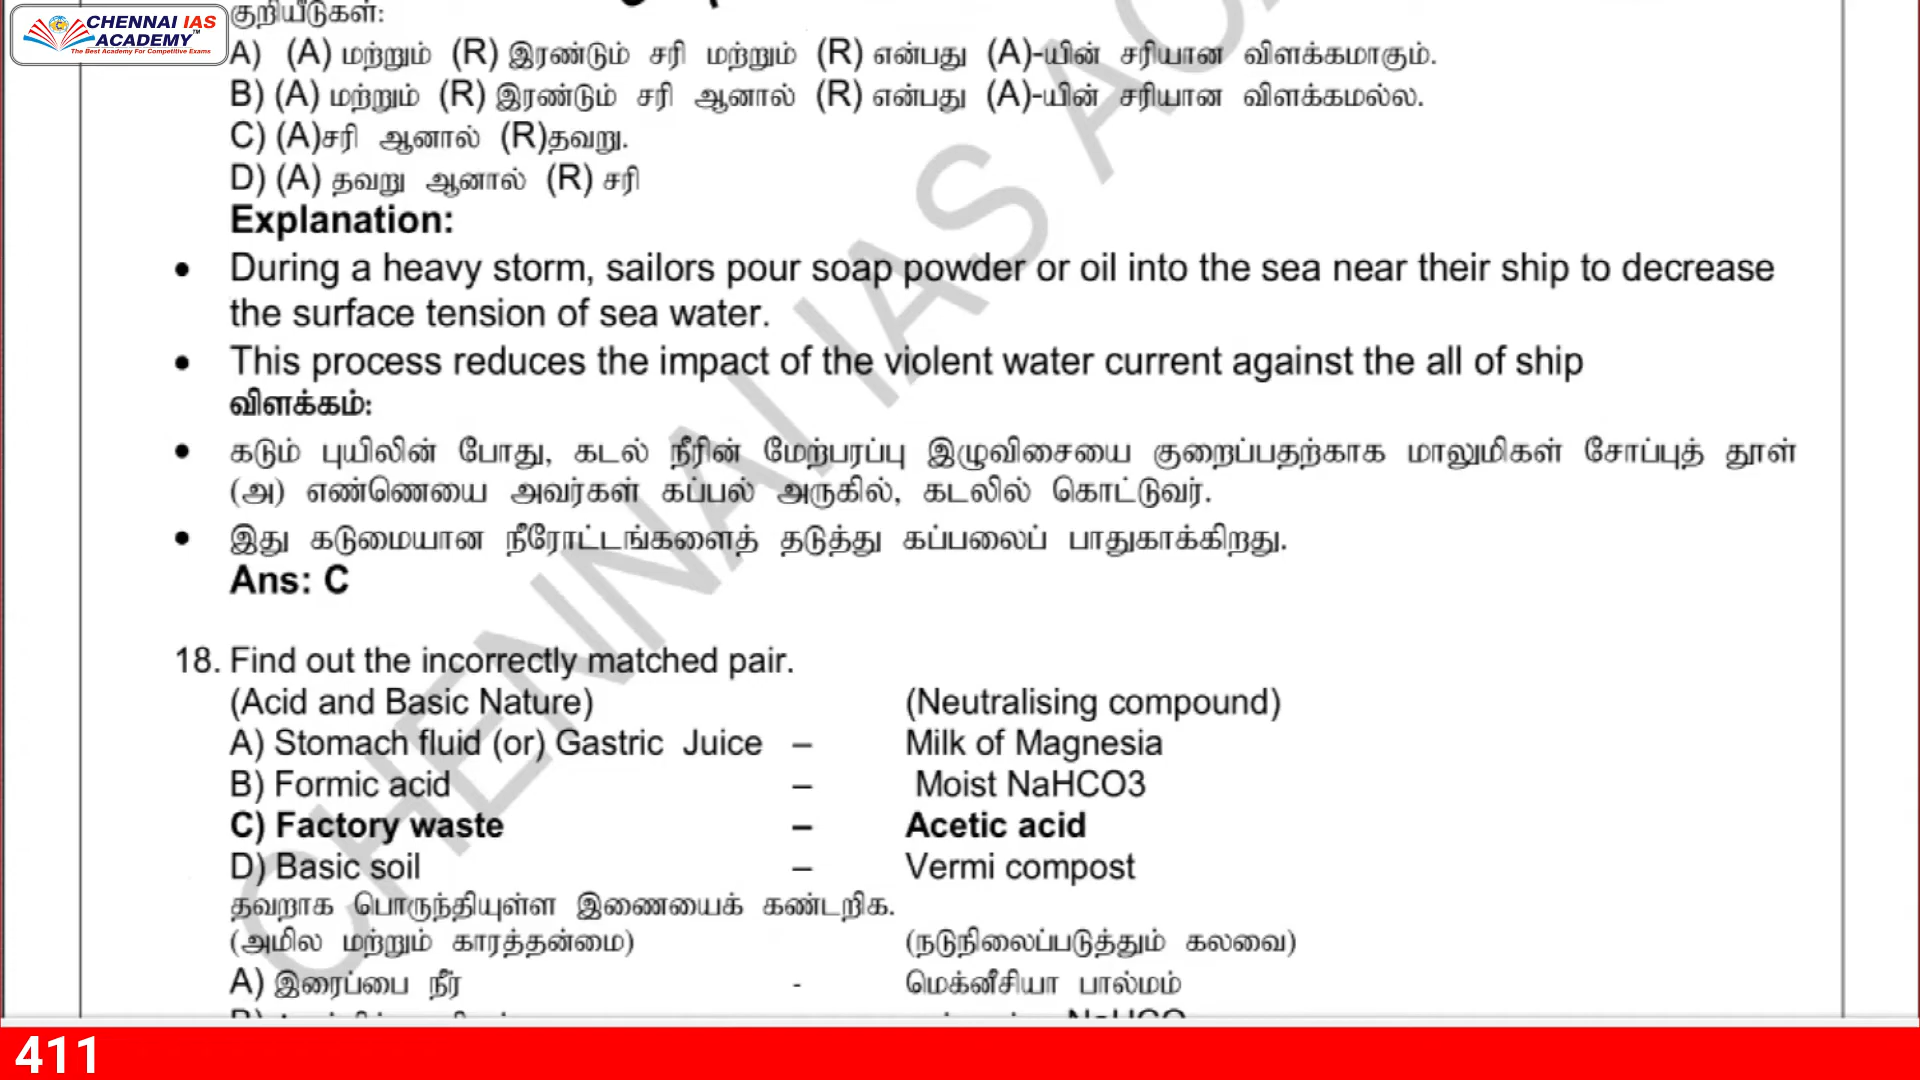 CHENNAI IAS
ACADEMY™
The Best Academy For Competitive Exams
குறியீடுகள்:
A) (A) மற்றும் (R) இரண்டும் சரி மற்றும் (R) என்பது (A)-யின் சரியான விளக்கமாகும்.
B) (A) மற்றும் (R) இரண்டும் சரி ஆனால் (R) என்பது (A)-யின் சரியான விளக்கமல்ல.
C) (A)சரி ஆனால் (R)தவறு.
D) (A) தவறு ஆனால் (R) சரி
Explanation:
• During a heavy storm, sailors pour soap powder or oil into the sea near their ship to decrease
the surface tension of sea water.
• This process reduces the impact of the violent water current against the all of ship
விளக்கம்:
• கடும் புயிலின் போது, கடல் நீரின் மேற்பரப்பு இழுவிசையை குறைப்பதற்காக மாலுமிகள் சோப்புத் தூள்
(அ) எண்ணெயை அவர்கள் கப்பல் அருகில், கடலில் கொட்டுவர்.
• இது கடுமையான நீரோட்டங்களைத் தடுத்து கப்பலைப் பாதுகாக்கிறது.
Ans: C
18. Find out the incorrectly matched pair.
(Acid and Basic Nature) (Neutralising compound)
A) Stomach fluid (or) Gastric Juice – Milk of Magnesia
B) Formic acid – Moist NaHCO3
C) Factory waste – Acetic acid
D) Basic soil – Vermi compost
தவறாக பொருந்தியுள்ள இணையைக் கண்டறிக.
(அமில மற்றும் காரத்தன்மை) (நடுநிலைப்படுத்தும் கலவை)
A) இரைப்பை நீர் - மெக்னீசியா பால்மம்
CHENNAI IAS
411